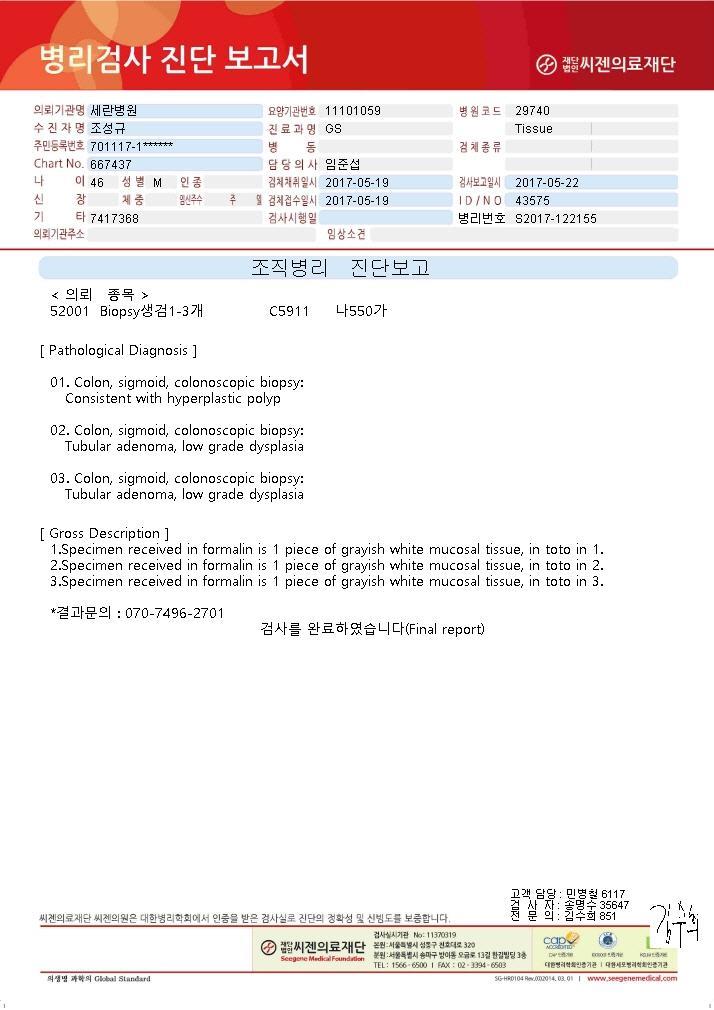 병리검사 진단 보고서
재단법인 씨젠의료재단
의뢰기관명 세란병원 요양기관번호 11101059 병원코드 29740
수진자명 조성규 진료과명 GS Tissue
주민등록번호 701117-1****** 병동 검체종류
Chart No. 667437 담당의사 임준섭
나이 46 성별 M 인종 검체채취일시 2017-05-19 검사보고일시 2017-05-22
신장 체중 임신주수 주 일 검체접수일시 2017-05-19 ID/NO 43575
기타 7417368 검사시행일 병리번호 S2017-122155
의뢰기관주소 임상소견
조직병리 진단보고
< 의뢰 종목 >
52001 Biopsy생검1-3개 C5911 나550가
[ Pathological Diagnosis ]
01. Colon, sigmoid, colonoscopic biopsy:
Consistent with hyperplastic polyp
02. Colon, sigmoid, colonoscopic biopsy:
Tubular adenoma, low grade dysplasia
03. Colon, sigmoid, colonoscopic biopsy:
Tubular adenoma, low grade dysplasia
[ Gross Description ]
1.Specimen received in formalin is 1 piece of grayish white mucosal tissue, in toto in 1.
2.Specimen received in formalin is 1 piece of grayish white mucosal tissue, in toto in 2.
3.Specimen received in formalin is 1 piece of grayish white mucosal tissue, in toto in 3.
*결과문의 : 070-7496-2701
검사를 완료하였습니다(Final report)
고객 담당 : 민병철 6117
검 사 자 : 송명수 35647
전 문 의 : 김수희 851
씨젠의료재단 씨젠의원은 대한병리학회에서 인증을 받은 검사실로 진단의 정확성 및 신빙도를 보증합니다.
재단법인 씨젠의료재단
Seegene Medical Foundation
검사실시기관 No: 11370319
본원:서울특별시 성동구 천호대로 320
분원:서울특별시 송파구 방이동 오금로 13길 한길빌딩 3층
TEL : 1566 - 6500 I FAX : 02 - 3394 - 6503
CAP ACCREDITED
대한병리학회인증기관 I 대한세포병리학회인증기관
의생명 과학의 Global Standard
SG-HR0104 Rev.(0)2014. 03. 01 I www.seegenemedical.com